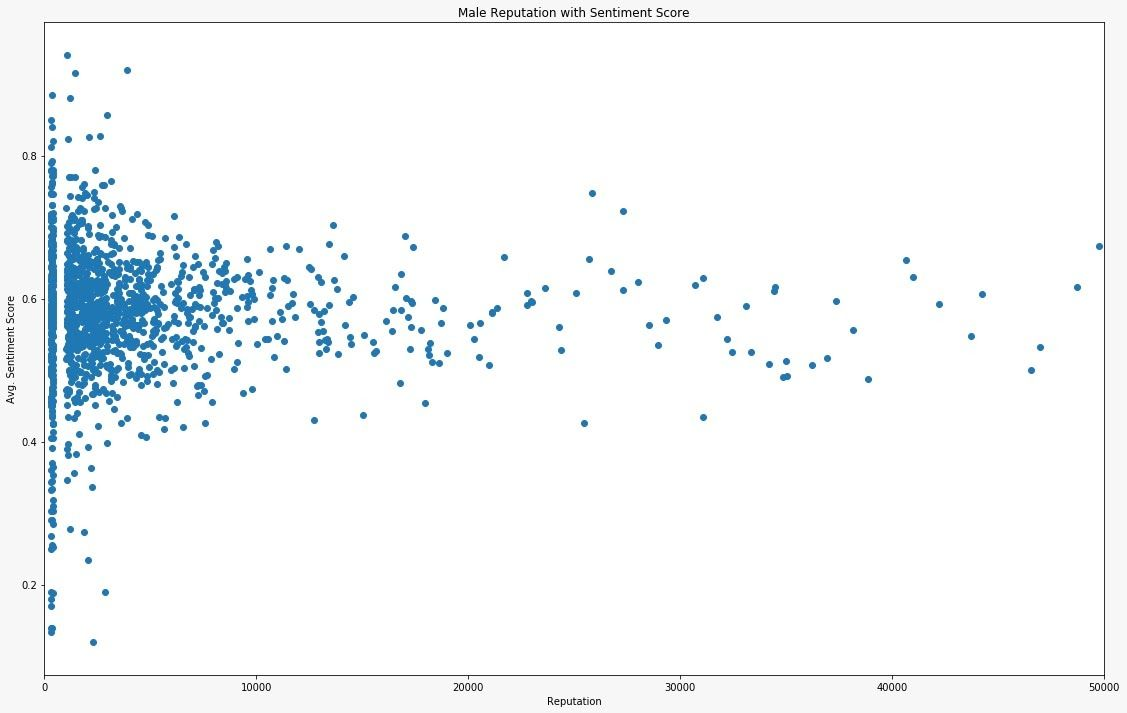 Male Reputation with Sentiment Score
Avg. Sentiment Score
0.8
0.6
0.4
0.2
0 10000 20000 30000 40000 50000
Reputation